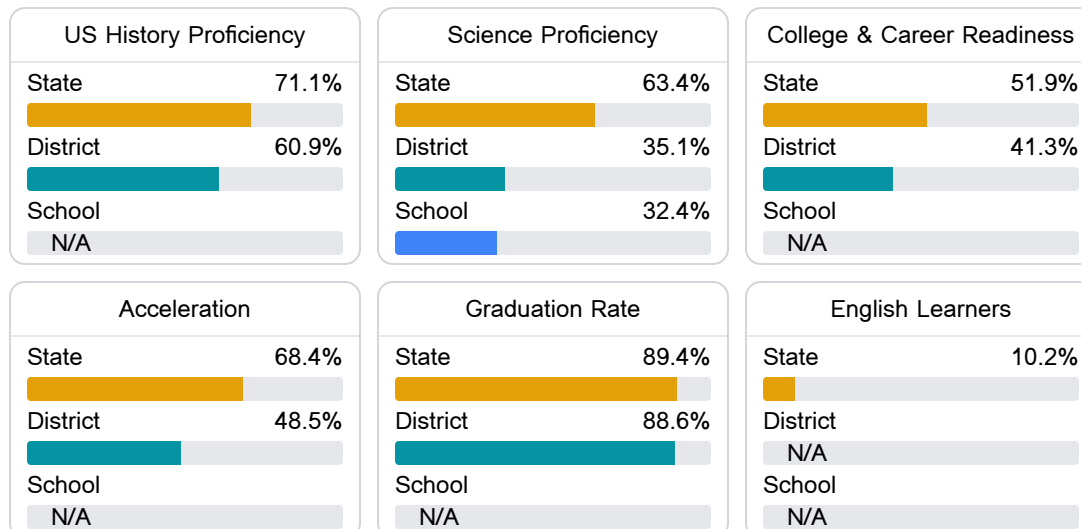 US History Proficiency
State 71.1%
District 60.9%
School
N/A
Science Proficiency
State 63.4%
District 35.1%
School 32.4%
College & Career Readiness
State 51.9%
District 41.3%
School
N/A
Acceleration
State 68.4%
District 48.5%
School
N/A
Graduation Rate
State 89.4%
District 88.6%
School
N/A
English Learners
State 10.2%
District
N/A
School
N/A